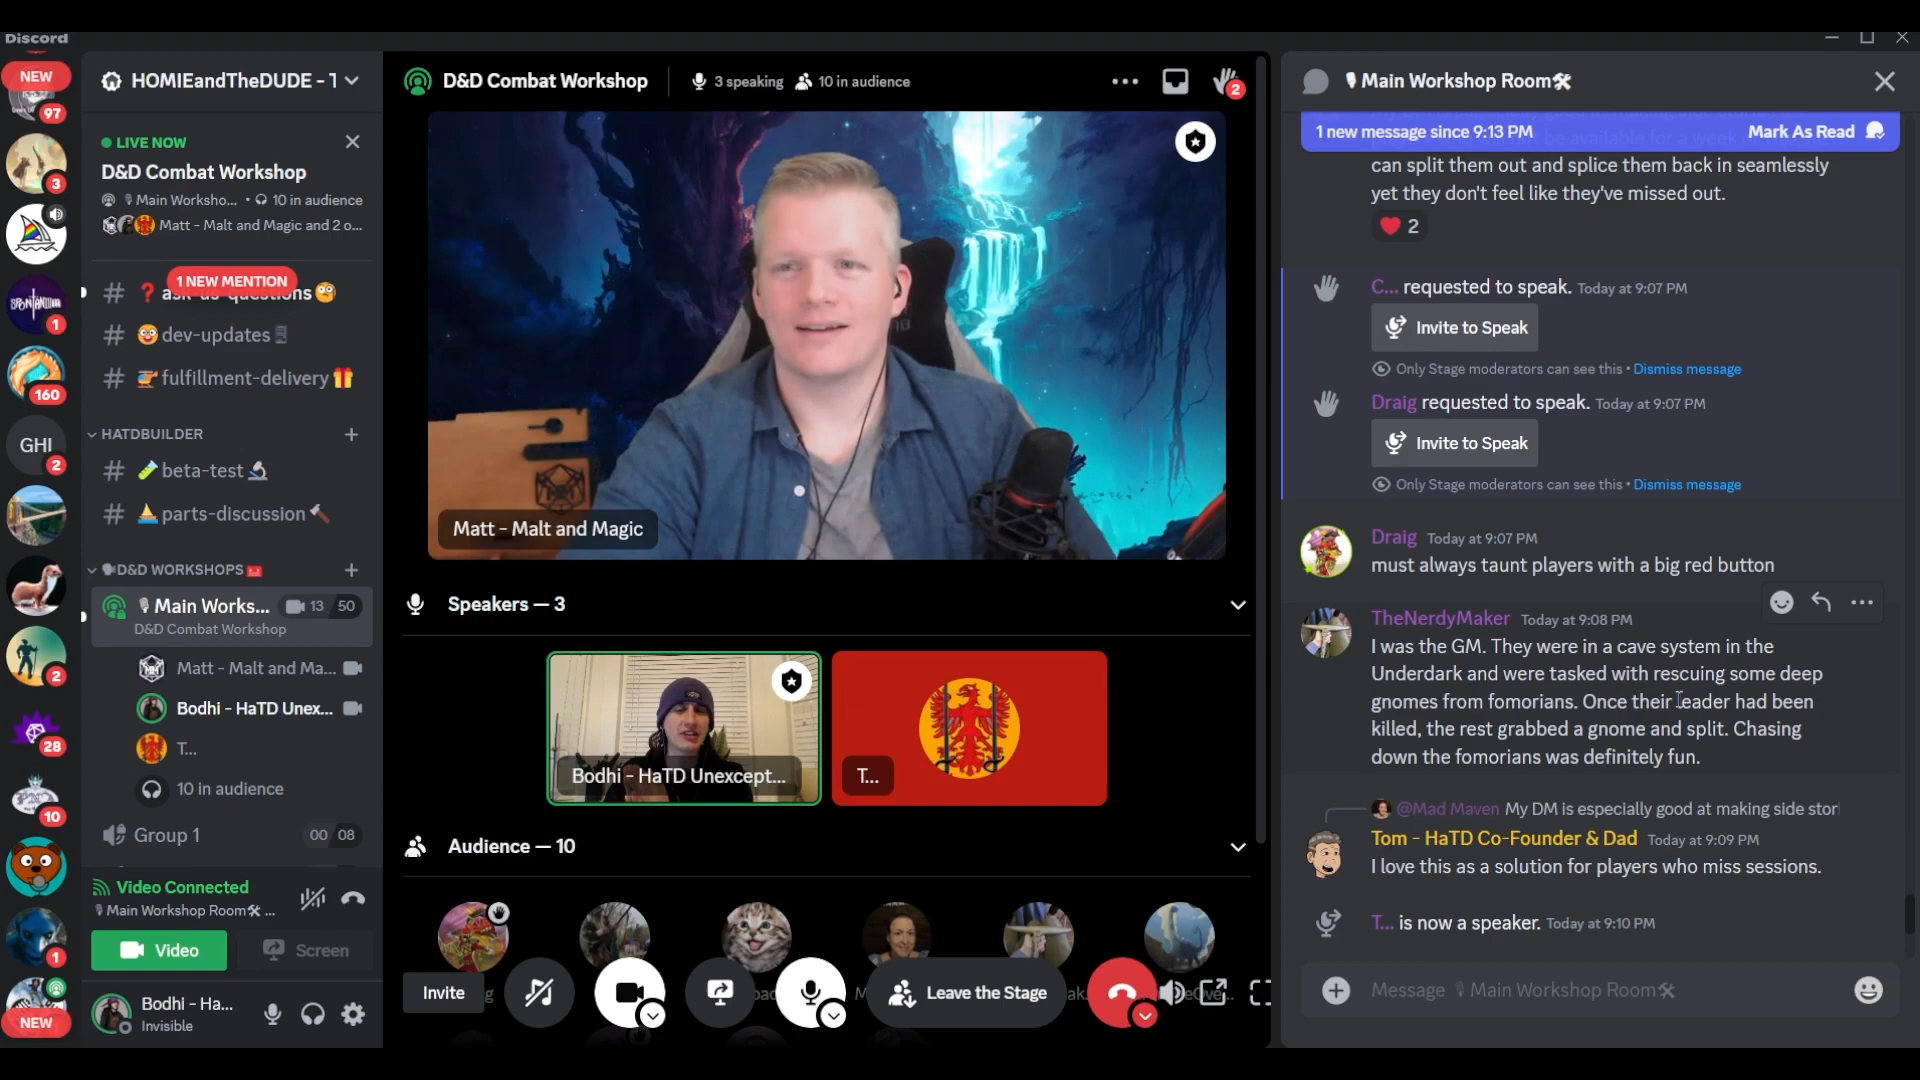 Discord
NEW
97
3
1
160
GHI
2
2
28
10
1
NEW
HOMIEandTheDUDE - T
LIVE NOW
D&D Combat Workshop
Main Worksho... • 10 in audience
Matt - Malt and Magic and 2 o...
1 NEW MENTION
# ❓ ask-us-questions🧐
# 🤓dev-updates
# fulfillment-delivery🎁
HATDBUILDER
# 🧪beta-test🔬
# ⛵parts-discussion🔨
D&D WORKSHOPS
Main Works... 13 50
D&D Combat Workshop
Matt - Malt and Ma...
Bodhi - HaTD Unex...
T...
10 in audience
Group 1 00 08
Video Connected
Main Workshop Room🛠 ...
Video Screen
Bodhi - Ha...
Invisible
D&D Combat Workshop 3 speaking 10 in audience
2
Matt - Malt and Magic
Speakers — 3
Bodhi - HaTD Unexcept...
T...
Audience — 10
Invite
Leave the Stage
Main Workshop Room🛠
1 new message since 9:13 PM Mark As Read
can split them out and splice them back in seamlessly
yet they don't feel like they've missed out.
❤️ 2
C... requested to speak. Today at 9:07 PM
Invite to Speak
Only Stage moderators can see this • Dismiss message
Draig requested to speak. Today at 9:07 PM
Invite to Speak
Only Stage moderators can see this • Dismiss message
Draig Today at 9:07 PM
must always taunt players with a big red button
TheNerdyMaker Today at 9:08 PM
I was the GM. They were in a cave system in the
Underdark and were tasked with rescuing some deep
gnomes from fomorians. Once their leader had been
killed, the rest grabbed a gnome and split. Chasing
down the fomorians was definitely fun.
@Mad Maven My DM is especially good at making side stori
Tom - HaTD Co-Founder & Dad Today at 9:09 PM
I love this as a solution for players who miss sessions.
T... is now a speaker. Today at 9:10 PM
Message Main Workshop Room🛠